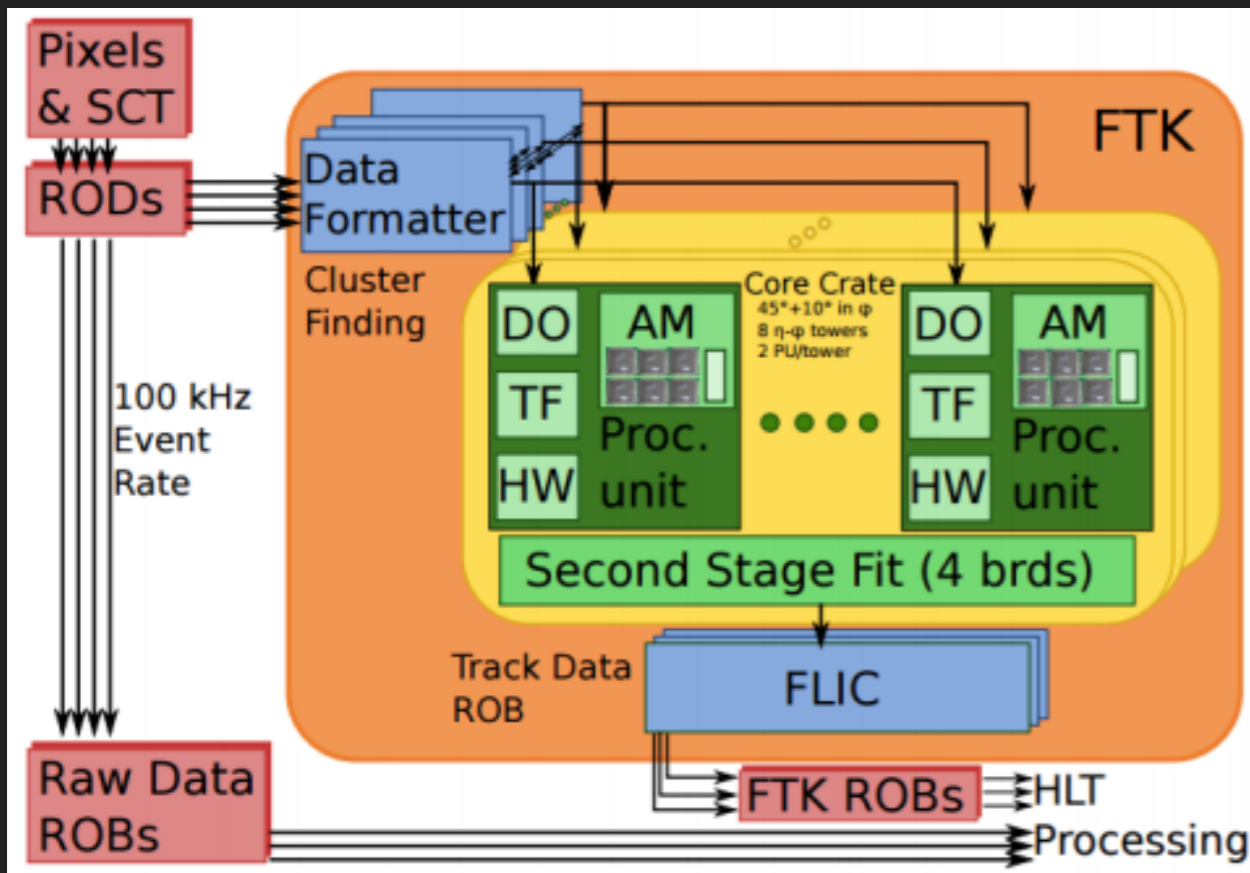 Pixels
& SCT
RODs
Data
Formatter
FTK
Cluster
Finding
Core Crate
45°+10° in φ
8 η-φ towers
2 PU/tower
DO
AM
TF
Proc.
HW
unit
DO
AM
TF
Proc.
HW
unit
100 kHz
Event
Rate
Second Stage Fit (4 brds)
Track Data
ROB
FLIC
Raw Data
ROBs
FTK ROBs
HLT
Processing